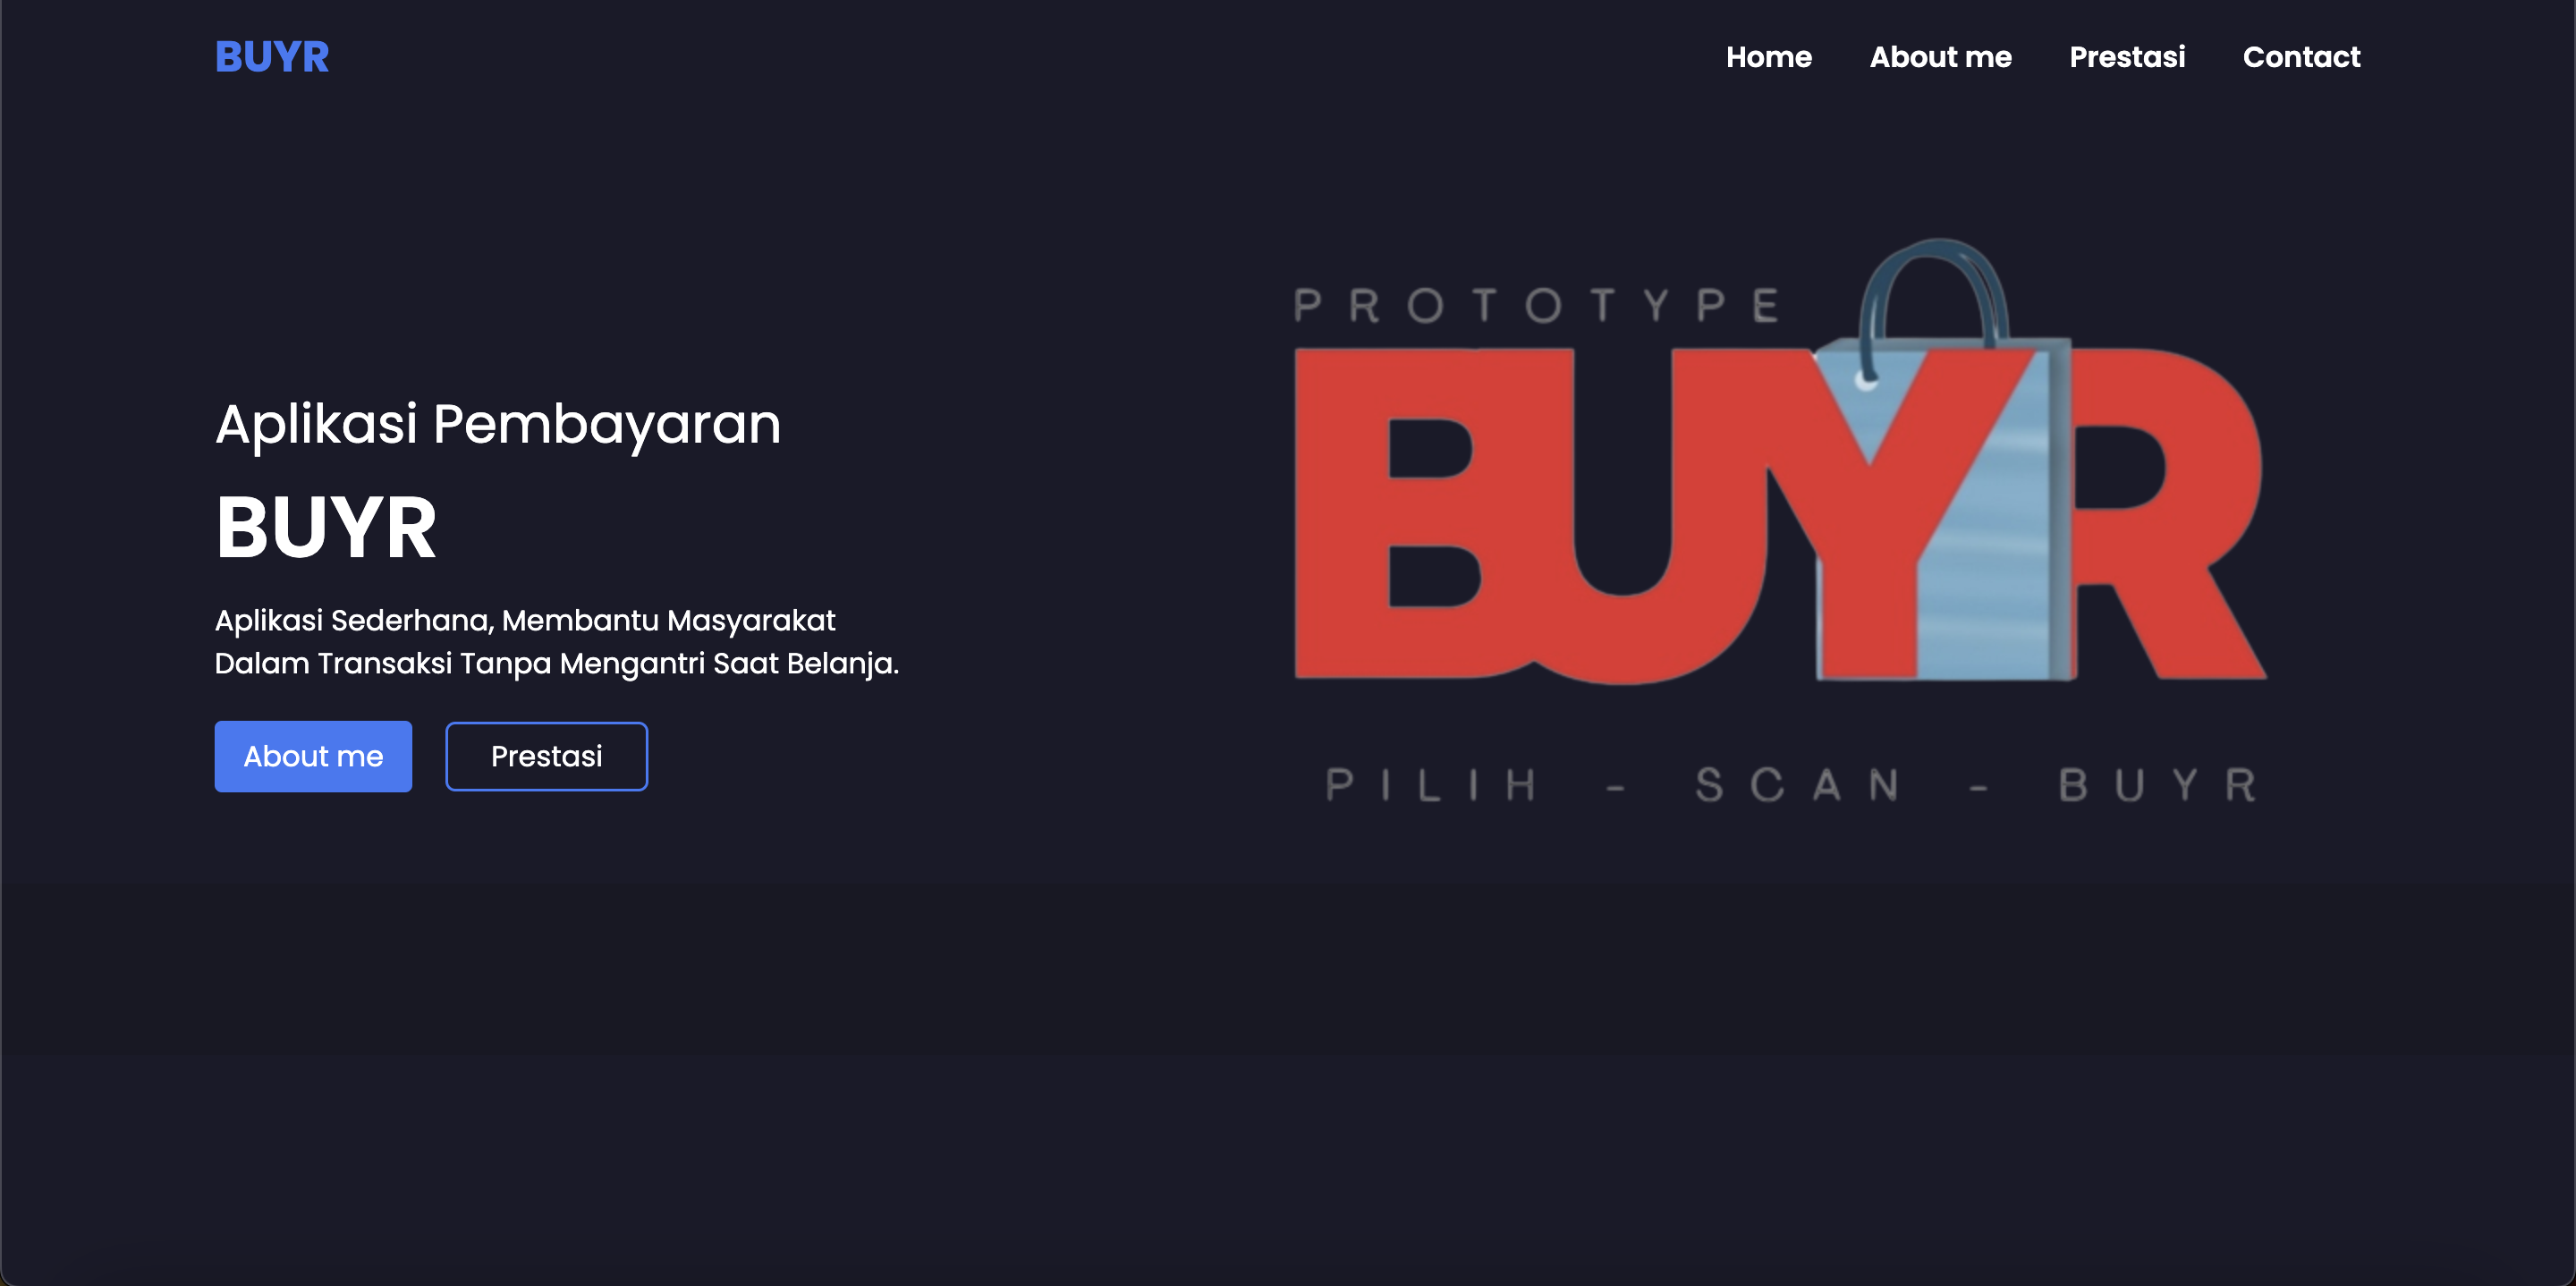 BUYR
Home
About me
Prestasi
Contact
Aplikasi Pembayaran
BUYR
Aplikasi Sederhana, Membantu Masyarakat
Dalam Transaksi Tanpa Mengantri Saat Belanja.
About me
Prestasi
PROTOTYPE
BUYR
PILIH - SCAN - BUYR